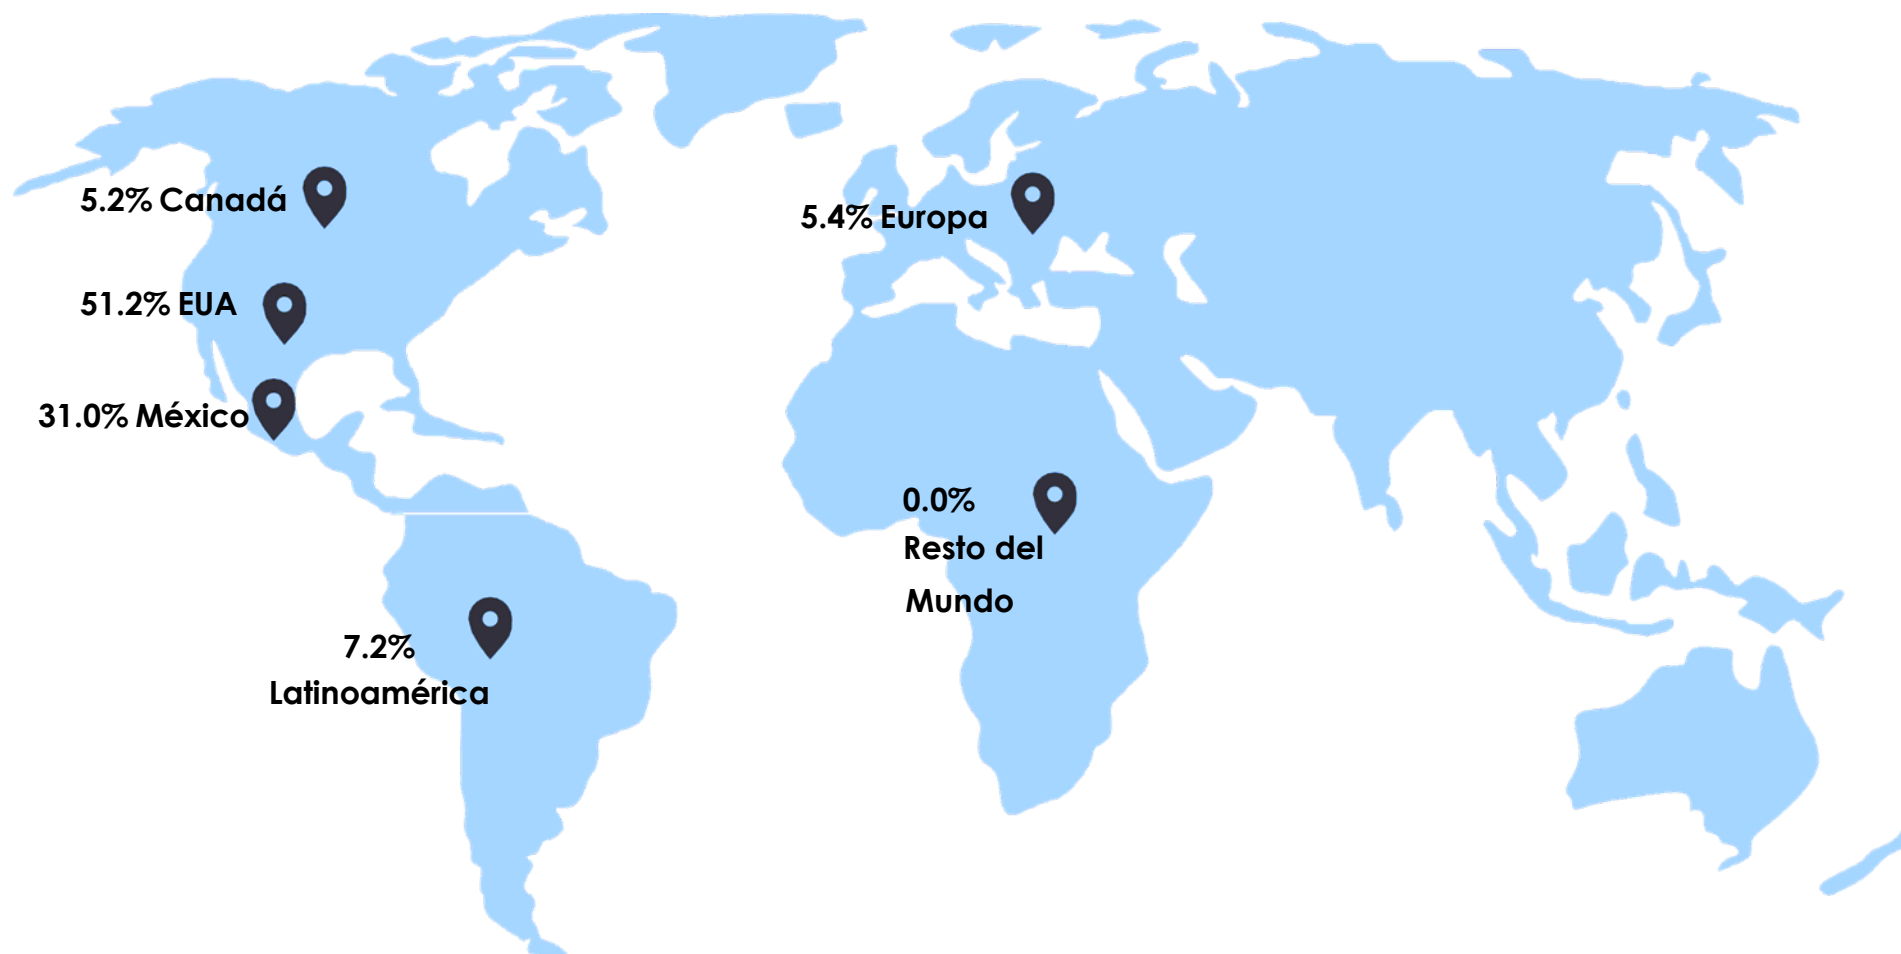 5.2% Canadá
5.4% Europa
51.2% EUA
31.0% México
0.0%
Resto del
Mundo
7.2%
Latinoamérica